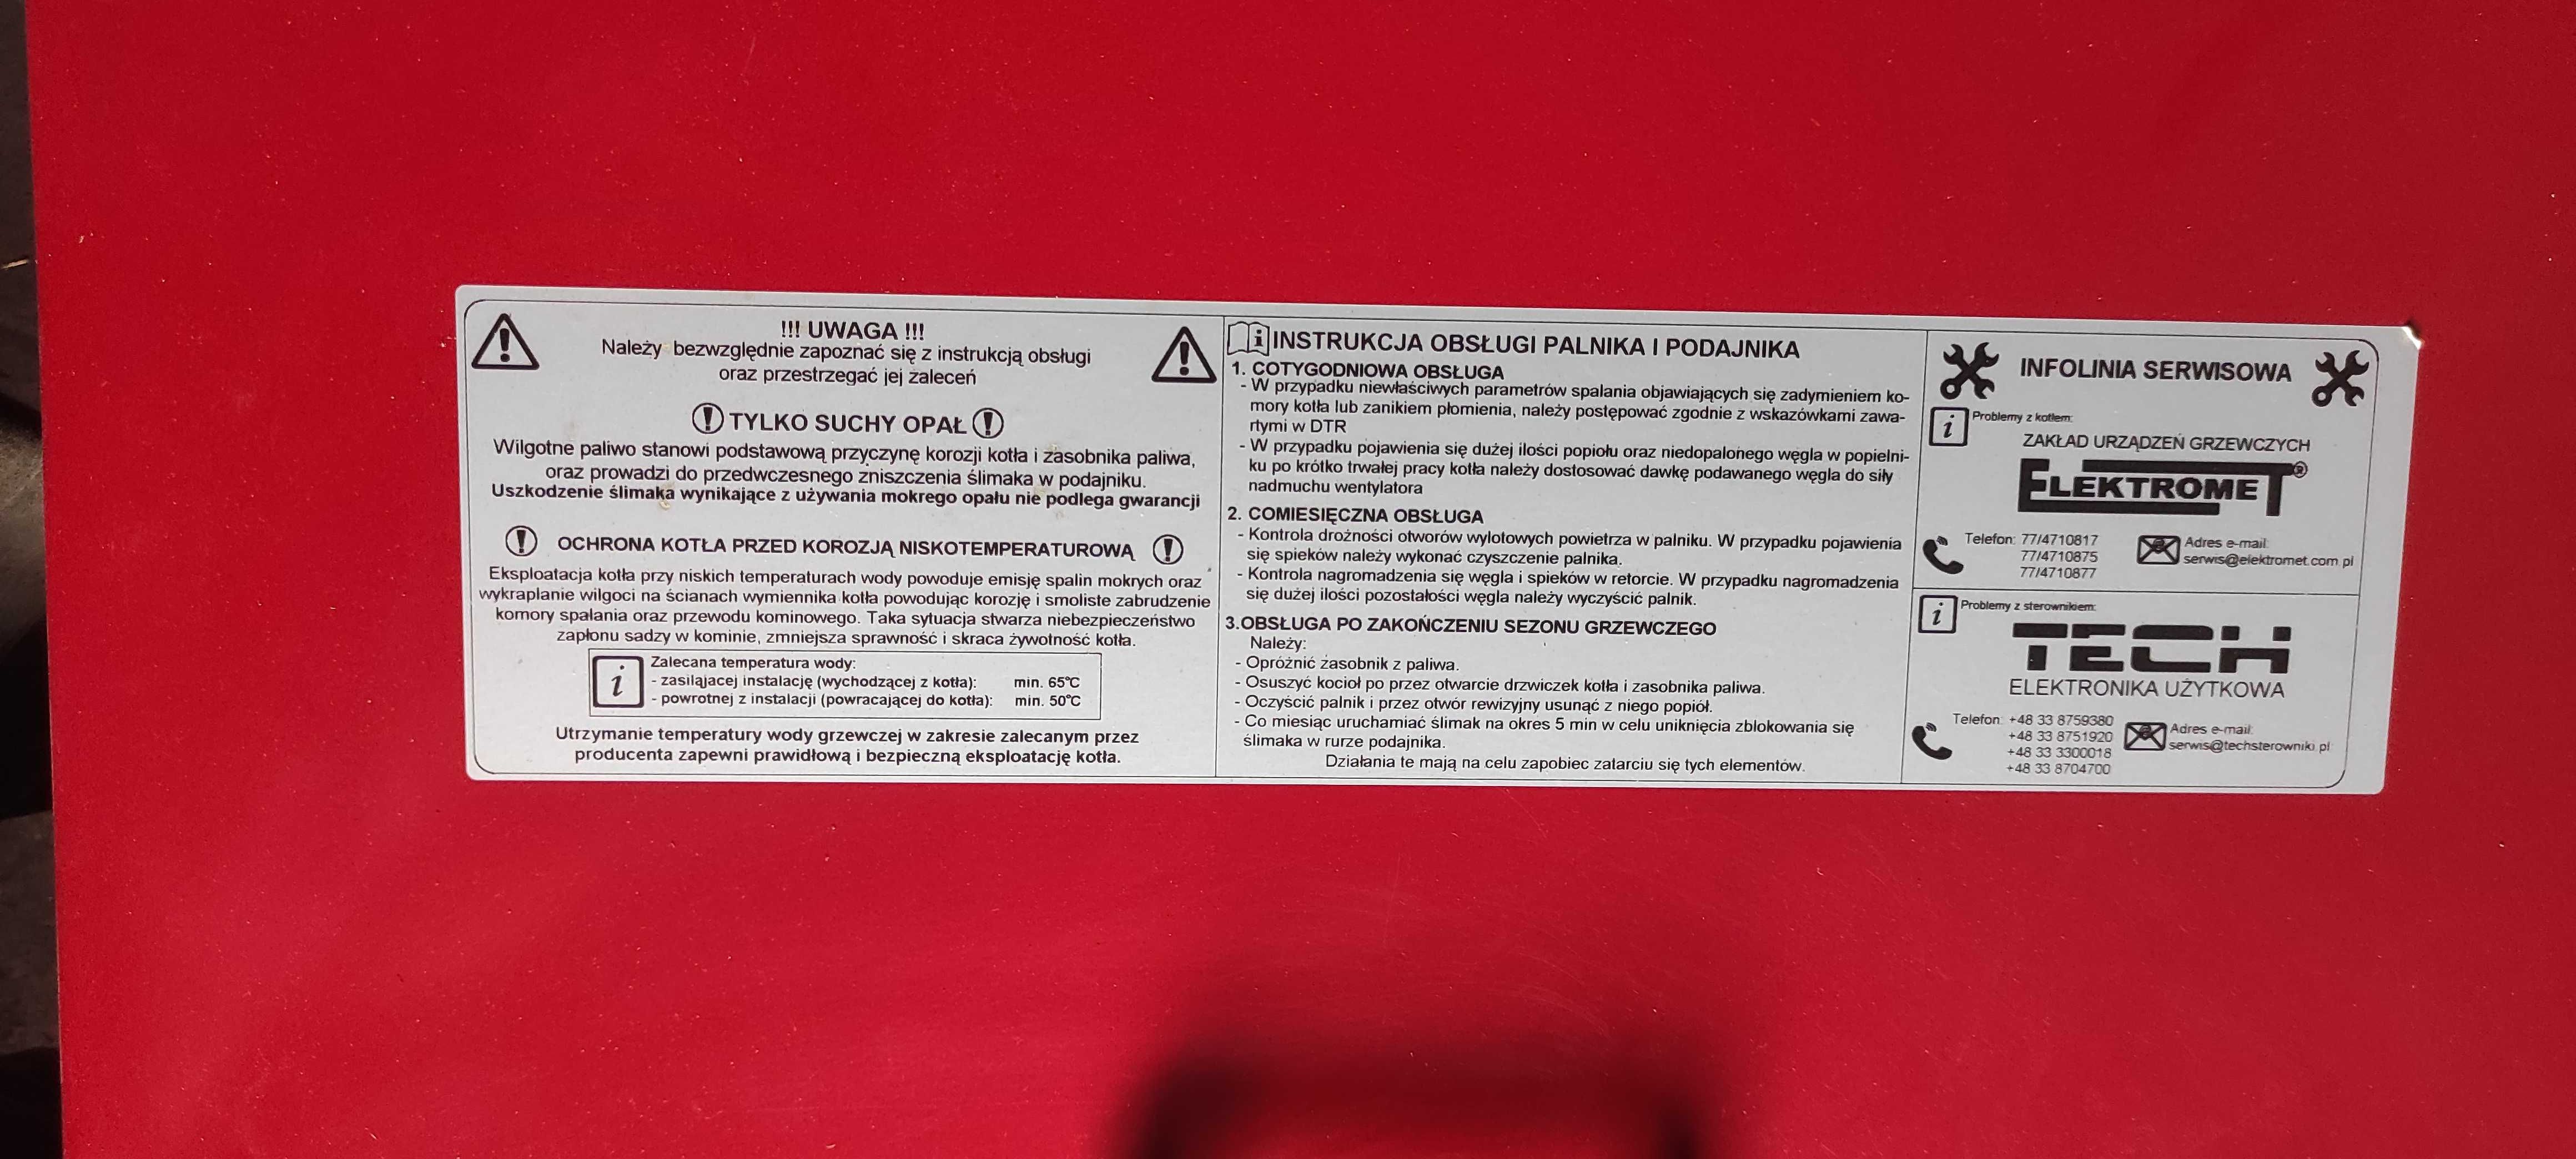 !!! UWAGA !!!
Należy bezwzględnie zapoznać się z instrukcją obsługi
oraz przestrzegać jej zaleceń
TYLKO SUCHY OPAŁ
Wilgotne paliwo stanowi podstawową przyczynę korozji kotła i zasobnika paliwa,
oraz prowadzi do przedwczesnego zniszczenia ślimaka w podajniku.
Uszkodzenie ślimaka wynikające z używania mokrego opału nie podlega gwarancji
OCHRONA KOTŁA PRZED KOROZJĄ NISKOTEMPERATUROWĄ
Eksploatacja kotła przy niskich temperaturach wody powoduje emisję spalin mokrych oraz
wykraplanie wilgoci na ścianach wymiennika kotła powodując korozję i smoliste zabrudzenie
komory spalania oraz przewodu kominowego. Taka sytuacja stwarza niebezpieczeństwo
zapłonu sadzy w kominie, zmniejsza sprawność i skraca żywotność kotła.
i
Zalecana temperatura wody:
- zasilającej instalację (wychodzącej z kotła): min. 65°C
- powrotnej z instalacji (powracającej do kotła): min. 50°C
Utrzymanie temperatury wody grzewczej w zakresie zalecanym przez
producenta zapewni prawidłową i bezpieczną eksploatację kotła.
i INSTRUKCJA OBSŁUGI PALNIKA I PODAJNIKA
1. COTYGODNIOWA OBSŁUGA
- W przypadku niewłaściwych parametrów spalania objawiających się zadymieniem ko-
mory kotła lub zanikiem płomienia, należy postępować zgodnie z wskazówkami zawa-
rtymi w DTR
- W przypadku pojawienia się dużej ilości popiołu oraz niedopalonego węgla w popielni-
ku po krótko trwałej pracy kotła należy dostosować dawkę podawanego węgla do siły
nadmuchu wentylatora
2. COMIESIĘCZNA OBSŁUGA
- Kontrola drożności otworów wylotowych powietrza w palniku. W przypadku pojawienia
się spieków należy wykonać czyszczenie palnika.
- Kontrola nagromadzenia się węgla i spieków w retorcie. W przypadku nagromadzenia
się dużej ilości pozostałości węgla należy wyczyścić palnik.
3.OBSŁUGA PO ZAKOŃCZENIU SEZONU GRZEWCZEGO
Należy:
- Opróżnić zasobnik z paliwa.
- Osuszyć kocioł po przez otwarcie drzwiczek kotła i zasobnika paliwa.
- Oczyścić palnik i przez otwór rewizyjny usunąć z niego popiół.
- Co miesiąc uruchamiać ślimak na okres 5 min w celu uniknięcia zblokowania się
ślimaka w rurze podajnika.
Działania te mają na celu zapobiec zatarciu się tych elementów.
INFOLINIA SERWISOWA
i Problemy z kotłem:
ZAKŁAD URZĄDZEŃ GRZEWCZYCH
ELEKTROMET®
Telefon: 77/4710817
77/4710875
77/4710877
Adres e-mail:
serwis@elektromet.com.pl
i Problemy z sterownikiem:
TECH
ELEKTRONIKA UŻYTKOWA
Telefon: +48 33 8759380
+48 33 8751920
+48 33 3300018
+48 33 8704700
Adres e-mail:
serwis@techsterowniki.pl